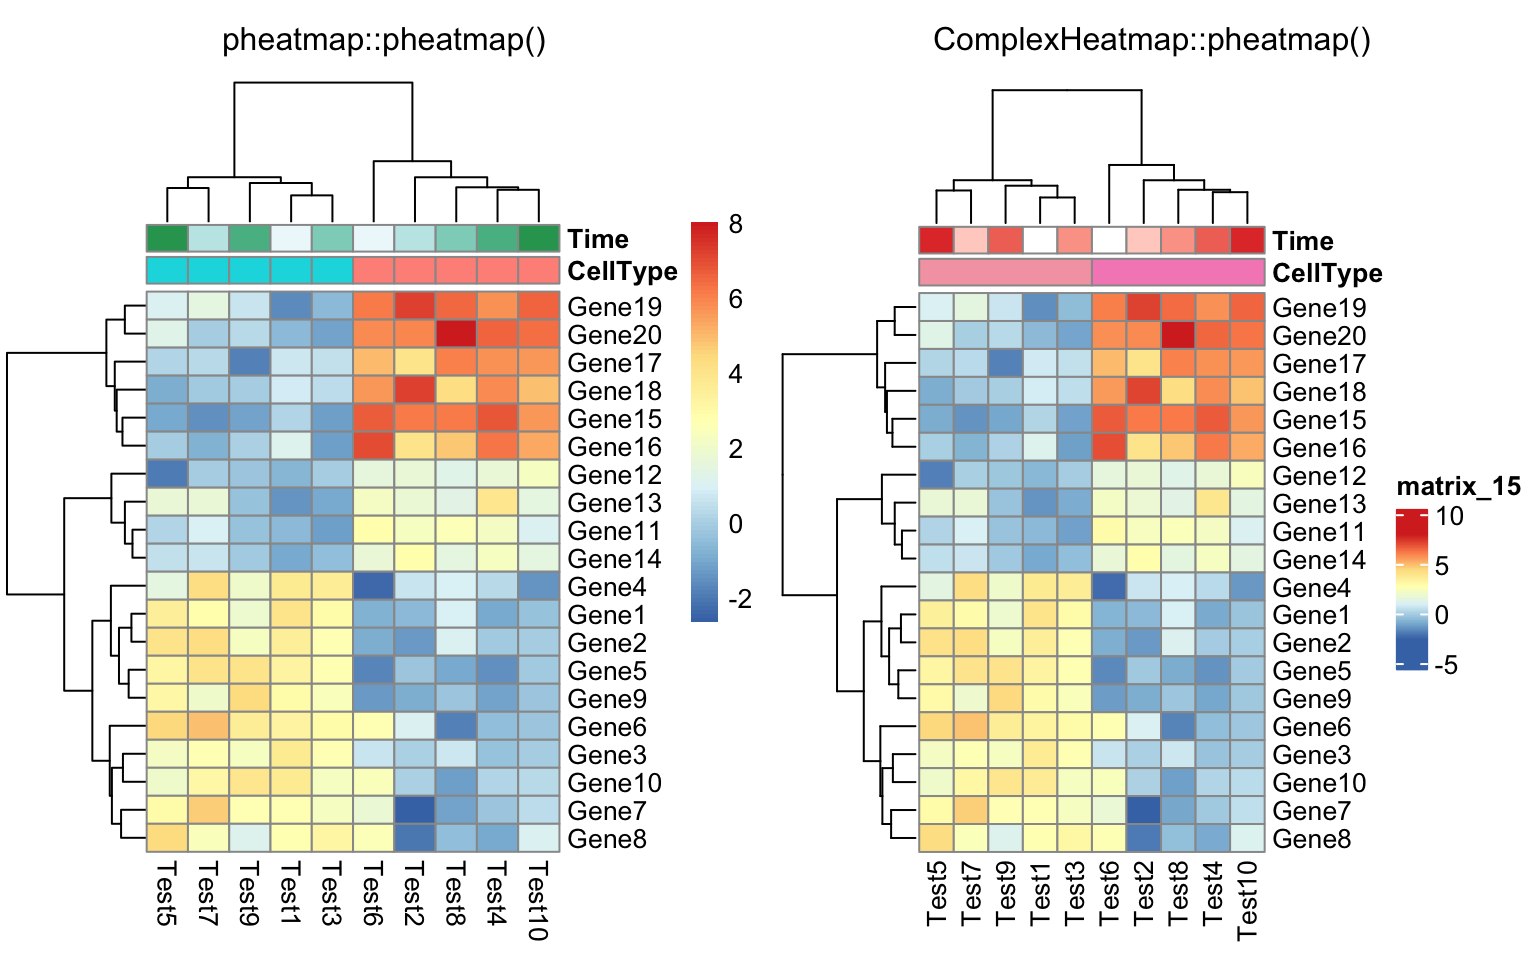 pheatmap::pheatmap()
Time
CellType
Gene19
Gene20
Gene17
Gene18
Gene15
Gene16
Gene12
Gene13
Gene11
Gene14
Gene4
Gene1
Gene2
Gene5
Gene9
Gene6
Gene3
Gene10
Gene7
Gene8
Test5
Test7
Test9
Test1
Test3
Test6
Test2
Test8
Test4
Test10
8
6
4
2
0
-2
ComplexHeatmap::pheatmap()
Time
CellType
Gene19
Gene20
Gene17
Gene18
Gene15
Gene16
Gene12
Gene13
Gene11
Gene14
Gene4
Gene1
Gene2
Gene5
Gene9
Gene6
Gene3
Gene10
Gene7
Gene8
Test5
Test7
Test9
Test1
Test3
Test6
Test2
Test8
Test4
Test10
matrix_15
10
5
0
-5